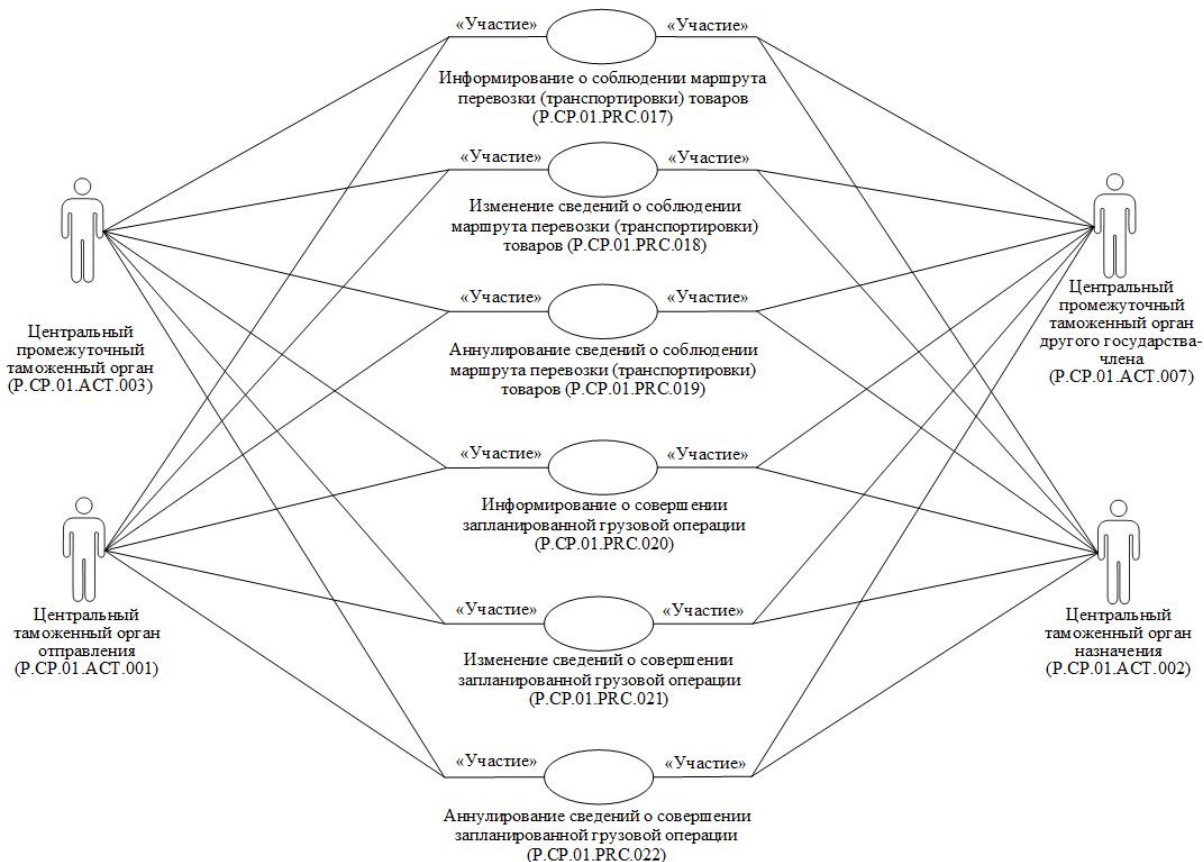 «Участие» «Участие»
Информирование о соблюдении маршрута
перевозки (транспортировки) товаров
(P.CP.01.PRC.017)
«Участие» «Участие»
Изменение сведений о соблюдении
маршрута перевозки (транспортировки)
товаров (P.CP.01.PRC.018)
«Участие» «Участие»
Аннулирование сведений о соблюдении
маршрута перевозки (транспортировки)
товаров (P.CP.01.PRC.019)
Центральный
промежуточный
таможенный орган
(P.CP.01.ACT.003)
Центральный
промежуточный
таможенный орган
другого государства-
члена
(P.CP.01.ACT.007)
«Участие» «Участие»
Информирование о совершении
запланированной грузовой операции
(P.CP.01.PRC.020)
«Участие» «Участие»
Изменение сведений о совершении
запланированной грузовой операции
(P.CP.01.PRC.021)
Центральный
таможенный орган
отправления
(P.CP.01.ACT.001)
Центральный
таможенный орган
назначения
(P.CP.01.ACT.002)
«Участие» «Участие»
Аннулирование сведений о совершении
запланированной грузовой операции
(P.CP.01.PRC.022)